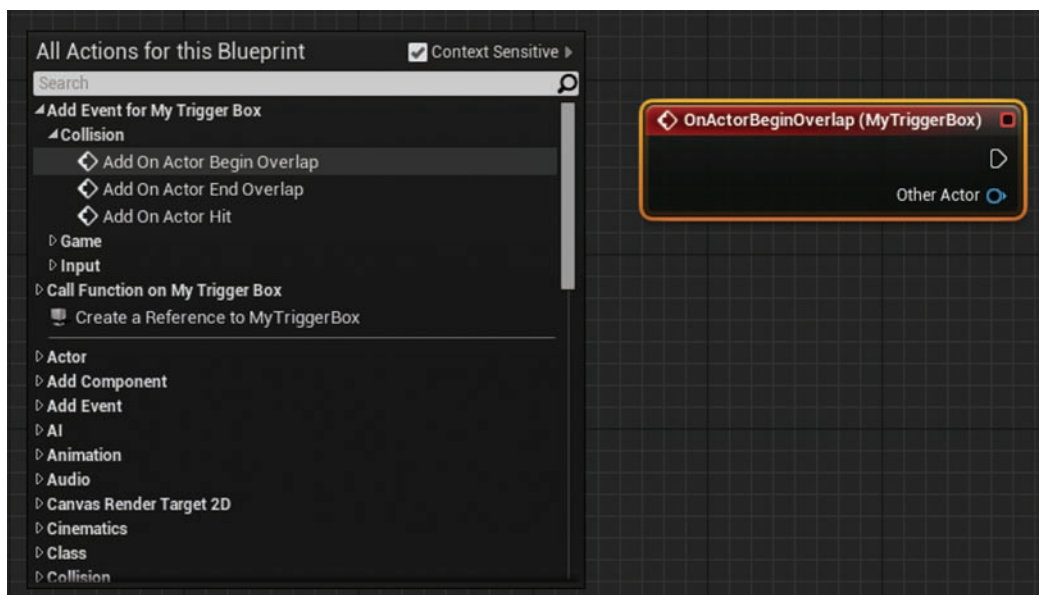 All Actions for this Blueprint
Context Sensitive
Search
Add Event for My Trigger Box
Collision
Add On Actor Begin Overlap
Add On Actor End Overlap
Add On Actor Hit
Game
Input
Call Function on My Trigger Box
Create a Reference to MyTriggerBox
Actor
Add Component
Add Event
AI
Animation
Audio
Canvas Render Target 2D
Cinematics
Class
Collision
OnActorBeginOverlap (MyTriggerBox)
Other Actor